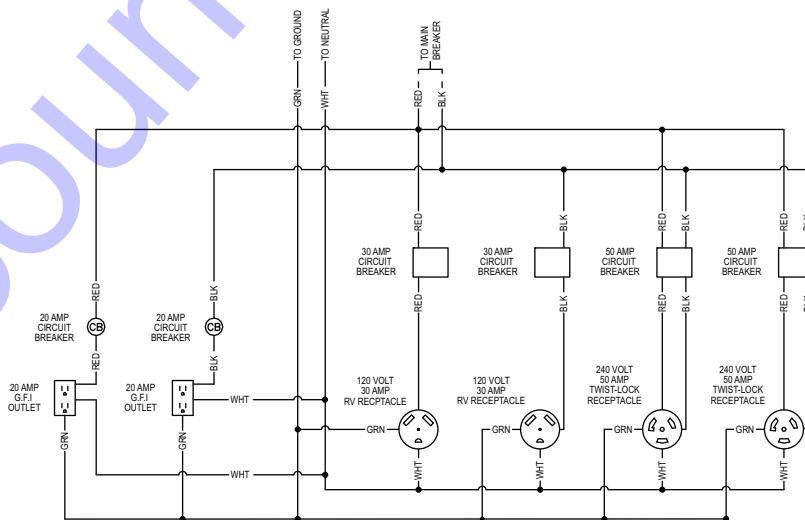 TO GROUND
TO NEUTRAL
TO MAIN
BREAKER
GRN
WHT
RED
BLK
RED
BLK
RED
BLK
RED
BLK
30 AMP
CIRCUIT
BREAKER
30 AMP
CIRCUIT
BREAKER
50 AMP
CIRCUIT
BREAKER
50 AMP
CIRCUIT
BREAKER
RED
BLK
RED
BLK
RED
BLK
RED
BLK
20 AMP
CIRCUIT
BREAKER
CB
20 AMP
CIRCUIT
BREAKER
CB
RED
BLK
20 AMP
G.F.I
OUTLET
20 AMP
G.F.I
OUTLET
120 VOLT
30 AMP
RV RECPTACLE
120 VOLT
30 AMP
RV RECEPTACLE
240 VOLT
50 AMP
TWIST-LOCK
RECEPTACLE
240 VOLT
50 AMP
TWIST-LOCK
RECEPTACLE
WHT
GRN
GRN
GRN
GRN
GRN
GRN
WHT
WHT
WHT
WHT
WHT